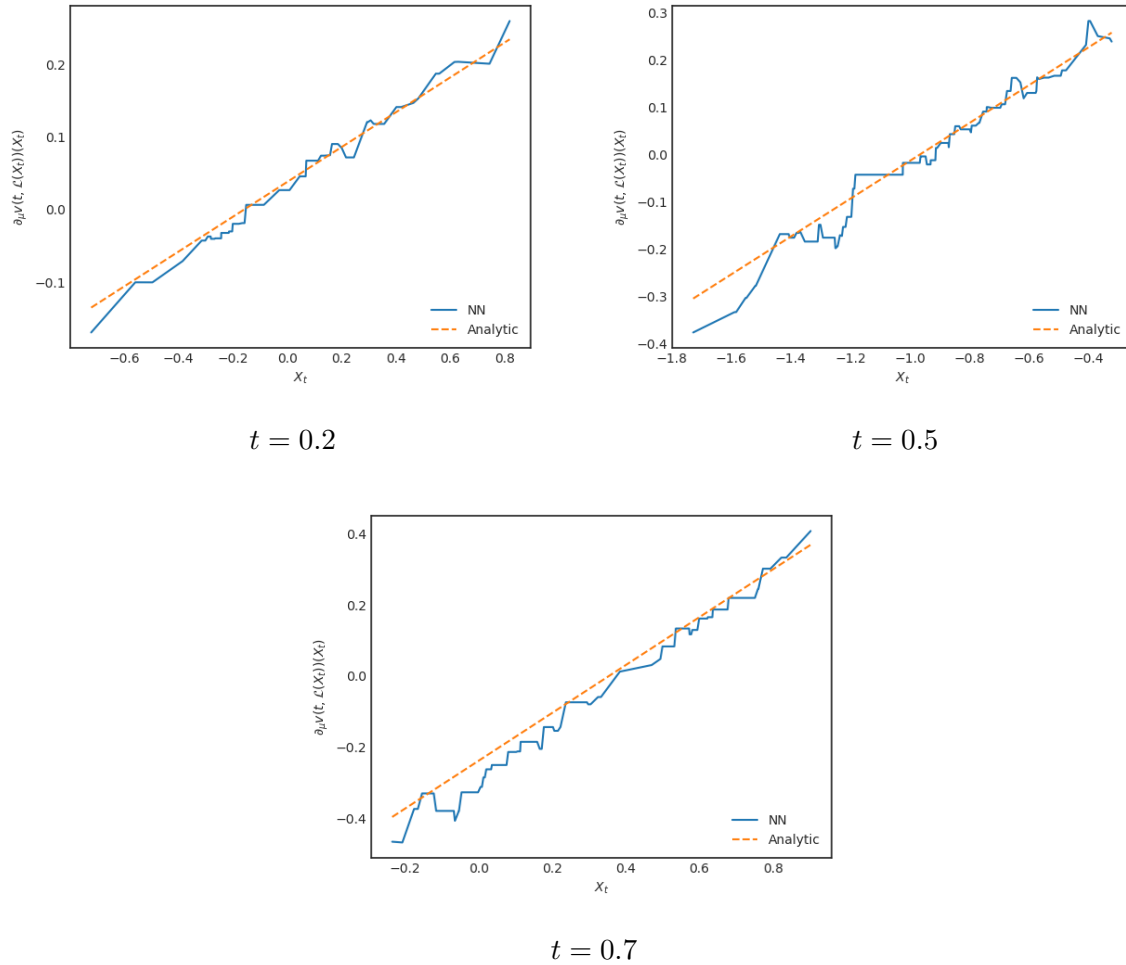 0.2
0.1
0.0
−0.1
∂μv(t, ℒ(Xt))(Xt)
NN
Analytic
−0.6 −0.4 −0.2 0.0 0.2 0.4 0.6 0.8
Xt
t = 0.2
0.3
0.2
0.1
0.0
−0.1
−0.2
−0.3
−0.4
∂μv(t, ℒ(Xt))(Xt)
NN
Analytic
−1.8 −1.6 −1.4 −1.2 −1.0 −0.8 −0.6 −0.4
Xt
t = 0.5
0.4
0.2
0.0
−0.2
−0.4
∂μv(t, ℒ(Xt))(Xt)
NN
Analytic
−0.2 0.0 0.2 0.4 0.6 0.8
Xt
t = 0.7